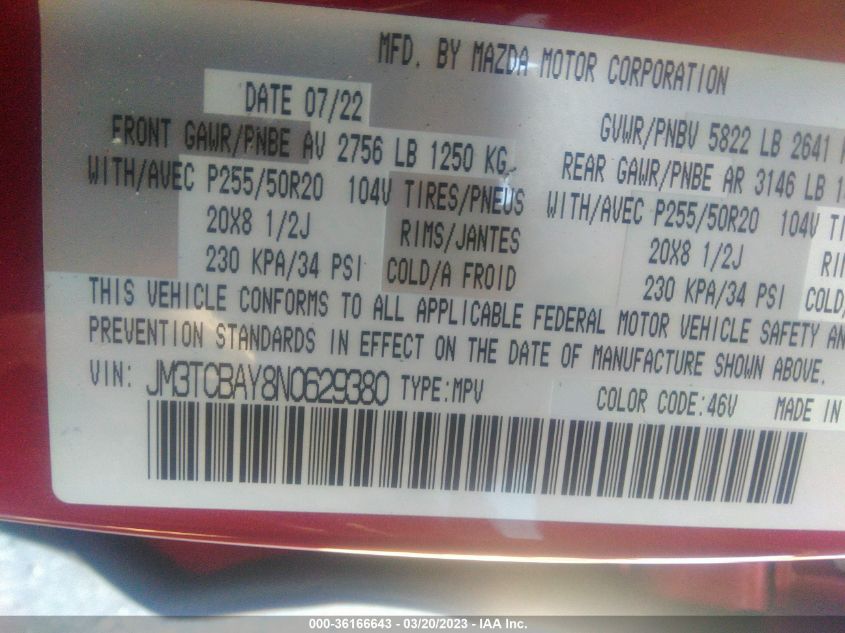 MFD. BY MAZDA MOTOR CORPORATION
DATE 07/22 GVWR/PNBV 5822 LB 2641
FRONT GAWR/PNBE AV 2756 LB 1250 KG REAR GAWR/PNBE AR 3146 LB
WITH/AVEC P255/50R20 104V TIRES/PNEUS WITH/AVEC P255/50R20 104V
20X8 1/2J RIMS/JANTES 20X8 1/2J
230 KPA/34 PSI COLD/A FROID 230 KPA/34 PSI COLD/
THIS VEHICLE CONFORMS TO ALL APPLICABLE FEDERAL MOTOR VEHICLE SAFETY
PREVENTION STANDARDS IN EFFECT ON THE DATE OF MANUFACTURE SHOWN ABOVE.
VIN: JM3TCBAY8N0629380 TYPE:MPV COLOR CODE:46V MADE IN
000-36166643 - 03/20/2023 - IAA Inc.